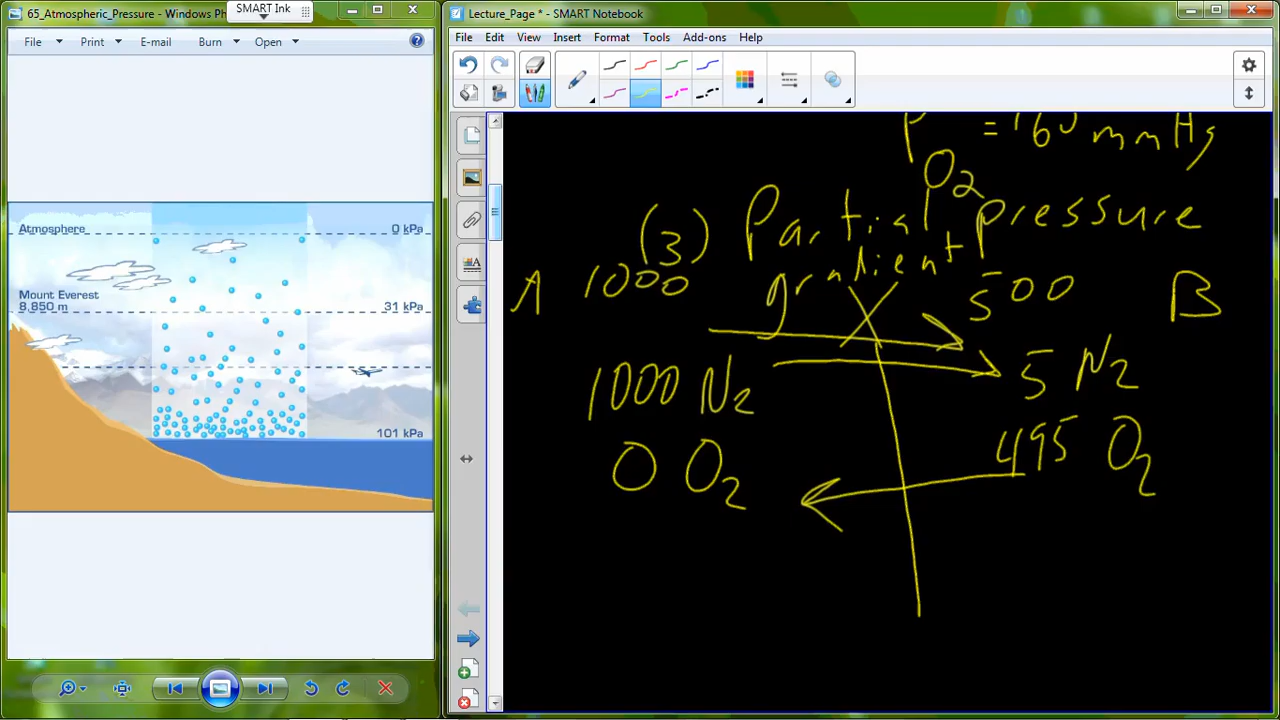 65_Atmospheric_Pressure - Windows Ph
SMART Ink
File Print E-mail Burn Open
Atmosphere 0 kPa
Mount Everest
8,850 m 31 kPa
101 kPa
Lecture_Page * - SMART Notebook
File Edit View Insert Format Tools Add-ons Help
P = 160 mmHg
O2
(3) Partial pressure
gradient
A 1000 500 B
1000 N2 5 N2
0 O2 495 O2